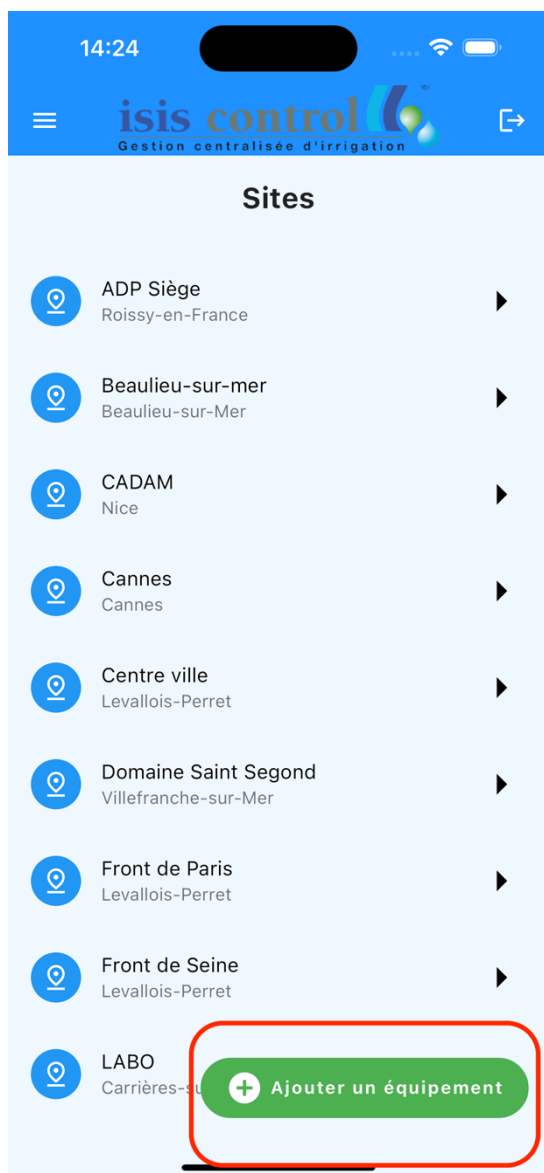 14:24
isis control
Gestion centralisée d'irrigation
Sites
ADP Siège
Roissy-en-France
Beaulieu-sur-mer
Beaulieu-sur-Mer
CADAM
Nice
Cannes
Cannes
Centre ville
Levallois-Perret
Domaine Saint Segond
Villefranche-sur-Mer
Front de Paris
Levallois-Perret
Front de Seine
Levallois-Perret
LABO
Carrières-su
Ajouter un équipement